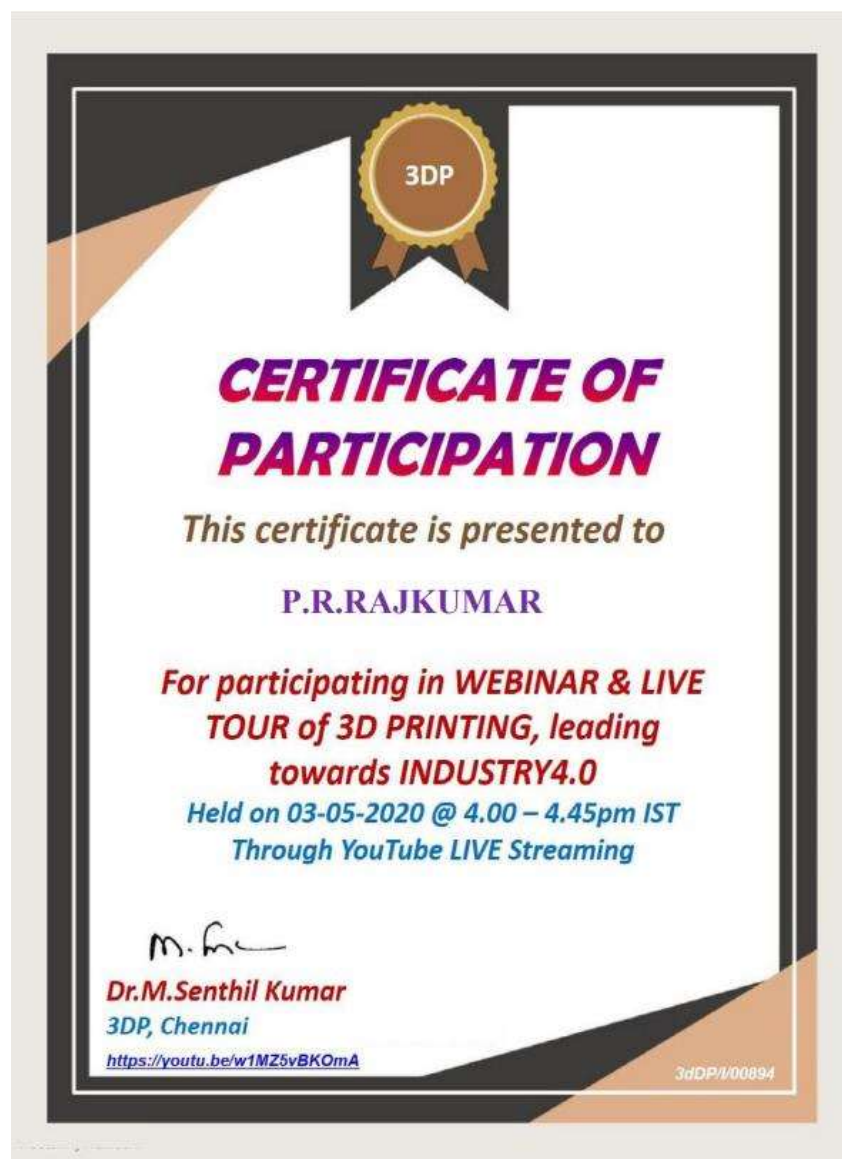 3DP
CERTIFICATE OF
PARTICIPATION
This certificate is presented to
P.R.RAJKUMAR
For participating in WEBINAR & LIVE
TOUR of 3D PRINTING, leading
towards INDUSTRY4.0
Held on 03-05-2020 @ 4.00 – 4.45pm IST
Through YouTube LIVE Streaming
Dr.M.Senthil Kumar
3DP, Chennai
https://youtu.be/w1MZ5vBKOmA
3dDP/I/00894